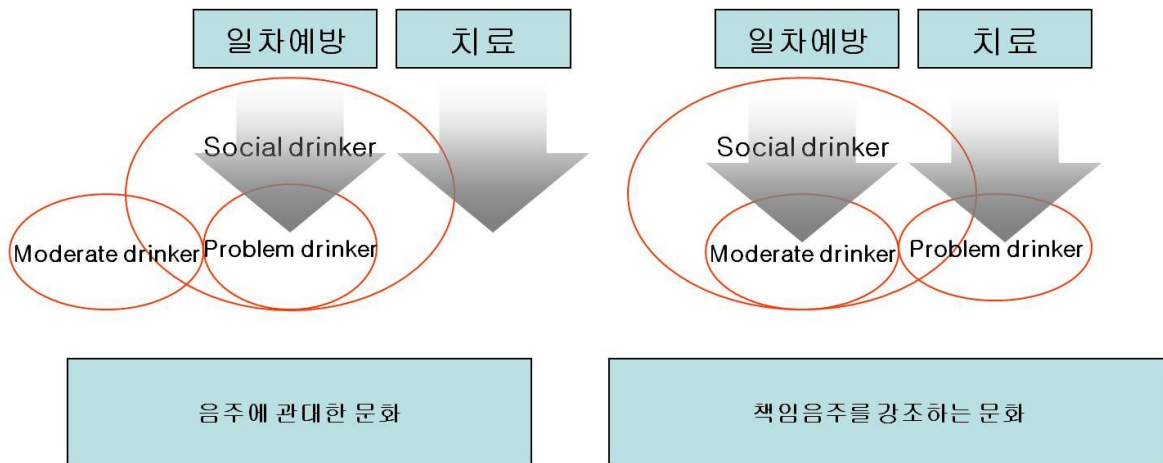 일차예방
치료
일차예방
치료
Social drinker
Social drinker
Moderate drinker
Problem drinker
Moderate drinker
Problem drinker
음주에 관대한 문화
책임음주를 강조하는 문화